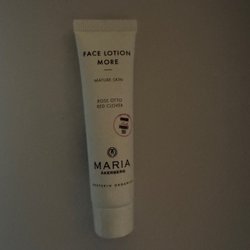 FACE LOTION
MORE
MATURE SKIN
ROSE OTTO
RED CLOVER
MARIA
ÅKERBERG